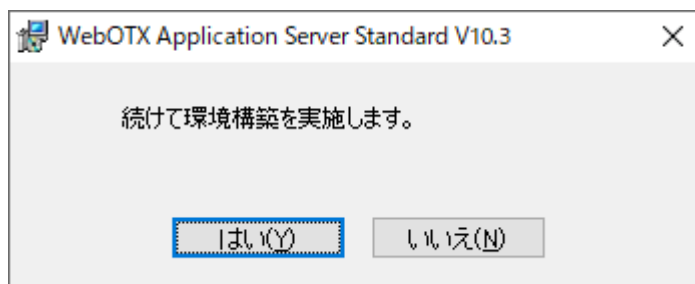 WebOTX Application Server Standard V10.3
続けて環境構築を実施します。
はい(Y)
いいえ(N)